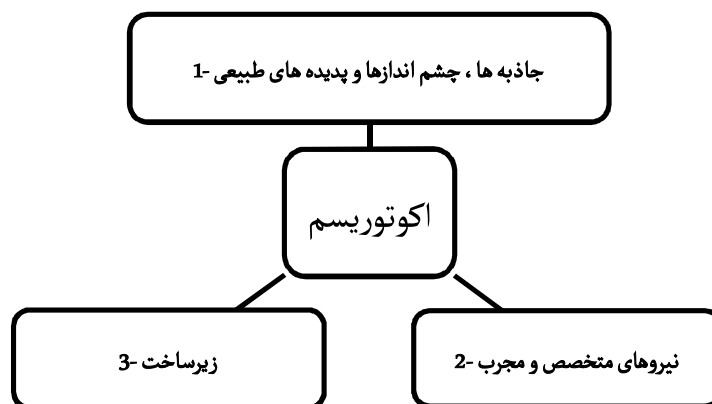 1- جاذبه ها ، چشم اندازها و پدیده های طبیعی
اکوتوریسم
2- نیروهای متخصص و مجرب
3- زیرساخت